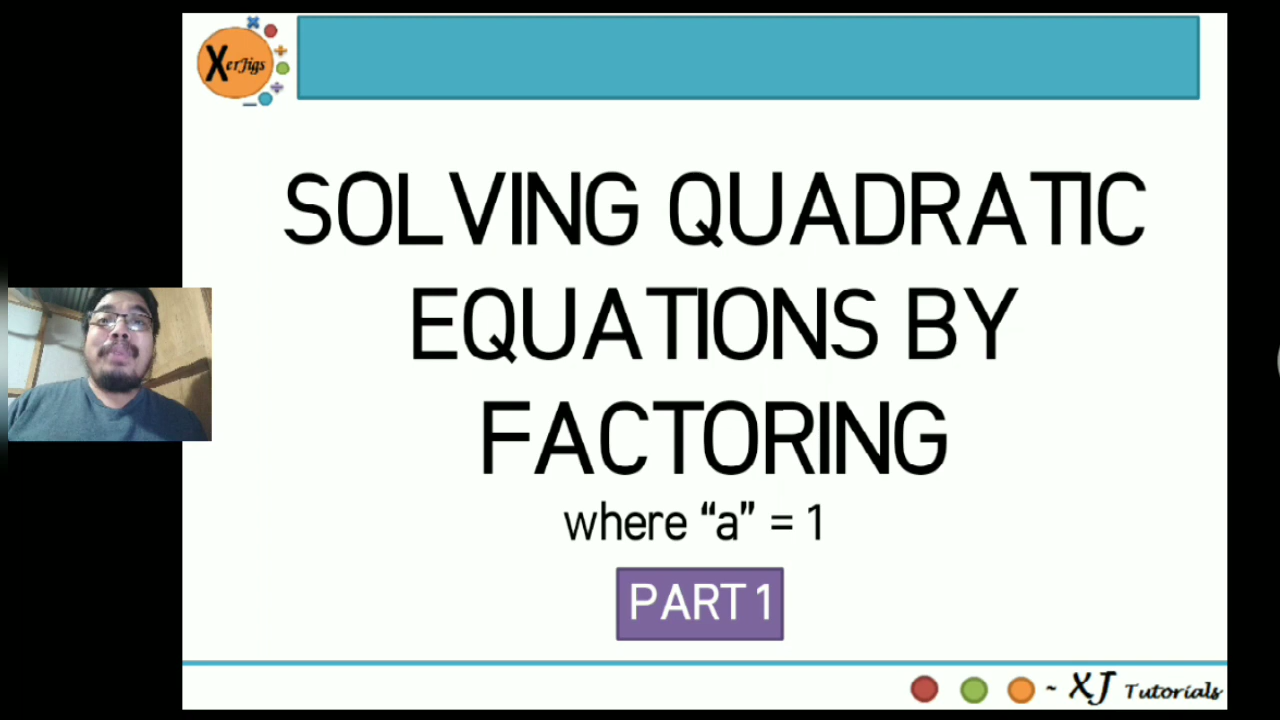 XerJigs
SOLVING QUADRATIC
EQUATIONS BY
FACTORING
where “a” = 1
PART 1
~ XJ Tutorials